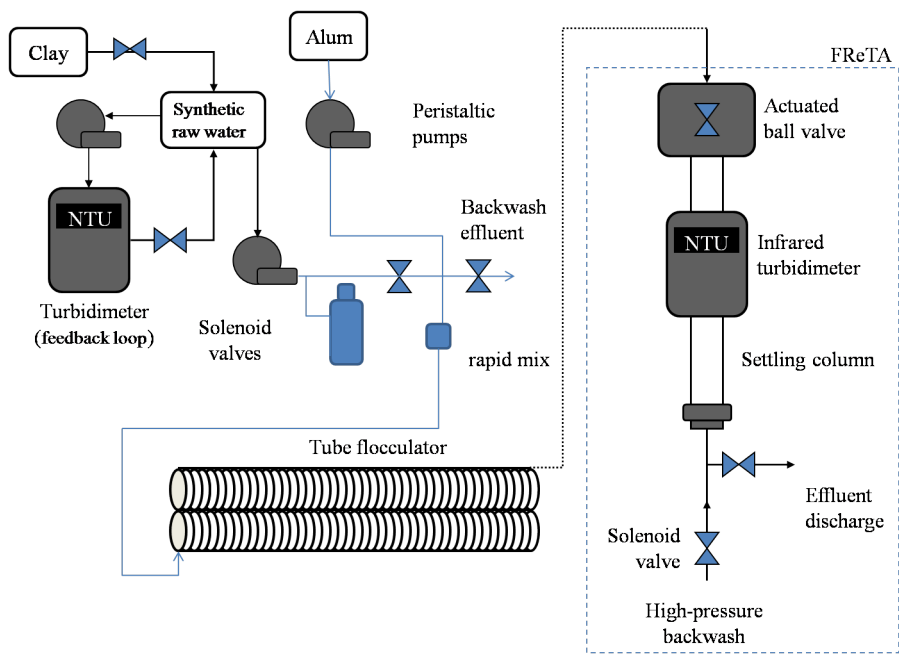 Clay
Alum
FReTA
Synthetic
raw water
Peristaltic
pumps
Actuated
ball valve
NTU
Turbidimeter
(feedback loop)
Backwash
effluent
NTU
Infrared
turbidimeter
Solenoid
valves
rapid mix
Settling column
Tube flocculator
Effluent
discharge
Solenoid
valve
High-pressure
backwash